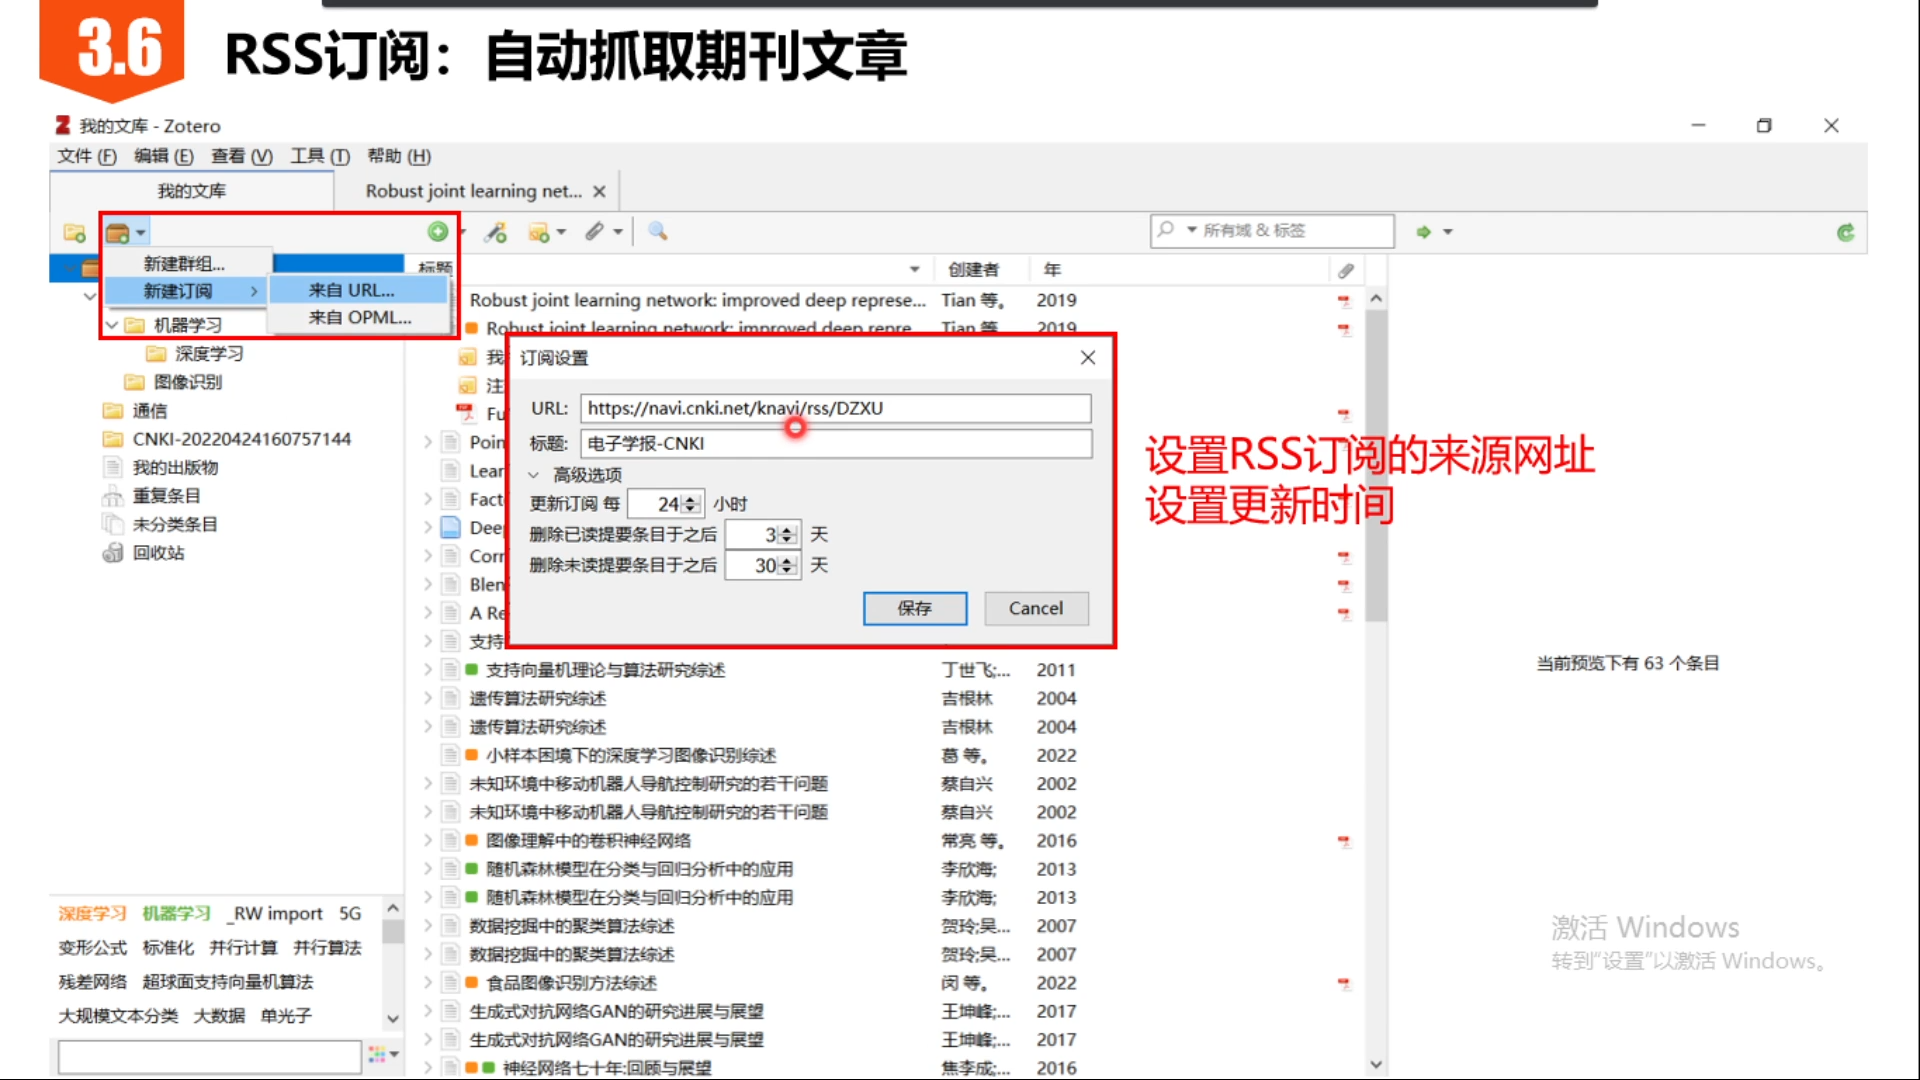 3.6
RSS订阅：自动抓取期刊文章
我的文库 - Zotero
文件 (F) 编辑 (E) 查看 (V) 工具 (T) 帮助 (H)
我的文库
Robust joint learning net...
所有域 & 标签
新建群组...
新建订阅
来自 URL...
来自 OPML...
机器学习
深度学习
图像识别
通信
CNKI-20220424160757144
我的出版物
重复条目
未分类条目
回收站
标题 创建者 年
Robust joint learning network: improved deep represe... Tian 等。 2019
Robust joint learning network: improved deep repre... Tian 等 2019
我
注
Fu
Poin
Lear
Fact
Deep
Corr
Blen
A Re
支持
支持向量机理论与算法研究综述 丁世飞;... 2011
遗传算法研究综述 吉根林 2004
遗传算法研究综述 吉根林 2004
小样本困境下的深度学习图像识别综述 葛 等。 2022
未知环境中移动机器人导航控制研究的若干问题 蔡自兴 2002
未知环境中移动机器人导航控制研究的若干问题 蔡自兴 2002
图像理解中的卷积神经网络 常亮 等。 2016
随机森林模型在分类与回归分析中的应用 李欣海; 2013
随机森林模型在分类与回归分析中的应用 李欣海; 2013
数据挖掘中的聚类算法综述 贺玲;吴... 2007
数据挖掘中的聚类算法综述 贺玲;吴... 2007
食品图像识别方法综述 闵 等。 2022
生成式对抗网络GAN的研究进展与展望 王坤峰;... 2017
生成式对抗网络GAN的研究进展与展望 王坤峰;... 2017
神经网络七十年:回顾与展望 焦李成;... 2016
订阅设置
URL: https://navi.cnki.net/knavi/rss/DZXU
标题: 电子学报-CNKI
高级选项
更新订阅 每 24 小时
删除已读提要条目于之后 3 天
删除未读提要条目于之后 30 天
保存 Cancel
设置RSS订阅的来源网址
设置更新时间
当前预览下有 63 个条目
深度学习 机器学习 _RW import 5G
变形公式 标准化 并行计算 并行算法
残差网络 超球面支持向量机算法
大规模文本分类 大数据 单光子
激活 Windows
转到"设置"以激活 Windows。